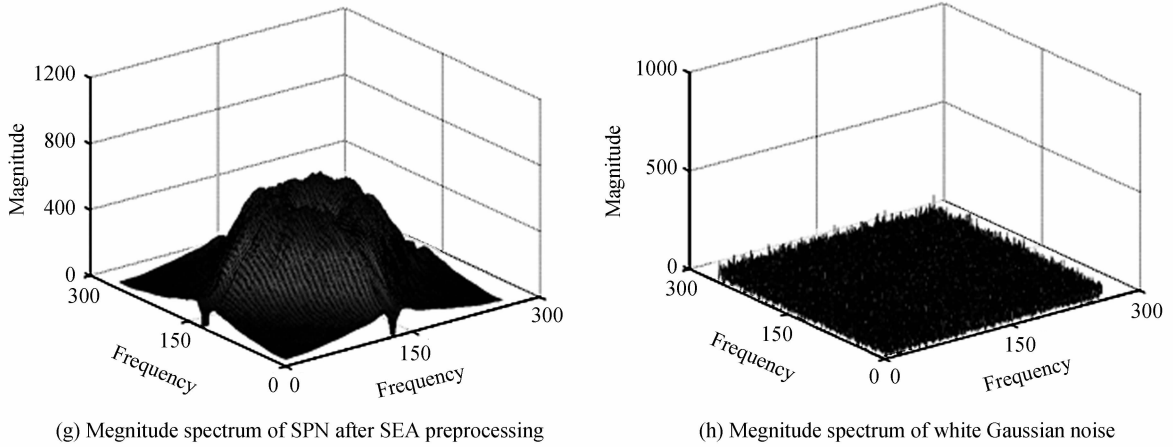 1200
800
400
0
Magnitude
300
150
0
Frequency
0
150
300
Frequency
(g) Megnitude spectrum of SPN after SEA preprocessing
1000
500
0
Magnitude
300
150
0
Frequency
0
150
300
Frequency
(h) Megnitude spectrum of white Gaussian noise